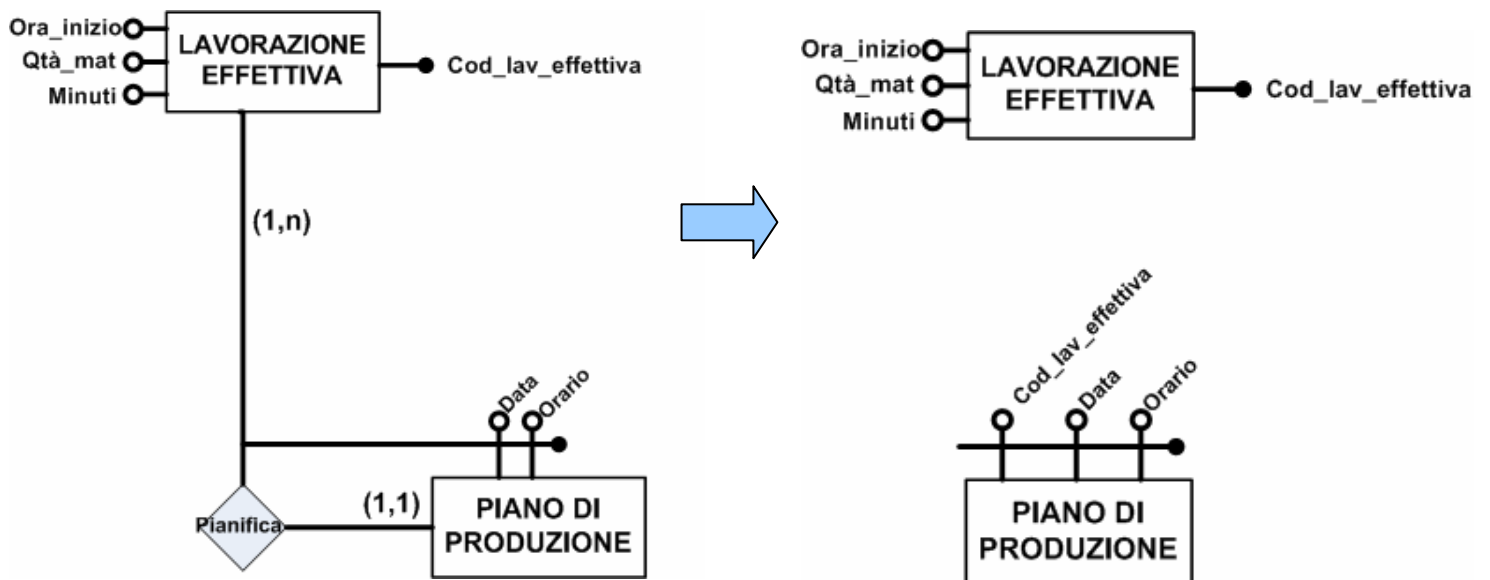 Ora_inizio
Qtà_mat
Minuti
LAVORAZIONE
EFFETTIVA
Cod_lav_effettiva
(1,n)
Data
Orario
Pianifica
(1,1)
PIANO DI
PRODUZIONE
Ora_inizio
Qtà_mat
Minuti
LAVORAZIONE
EFFETTIVA
Cod_lav_effettiva
Cod_lav_effettiva
Data
Orario
PIANO DI
PRODUZIONE